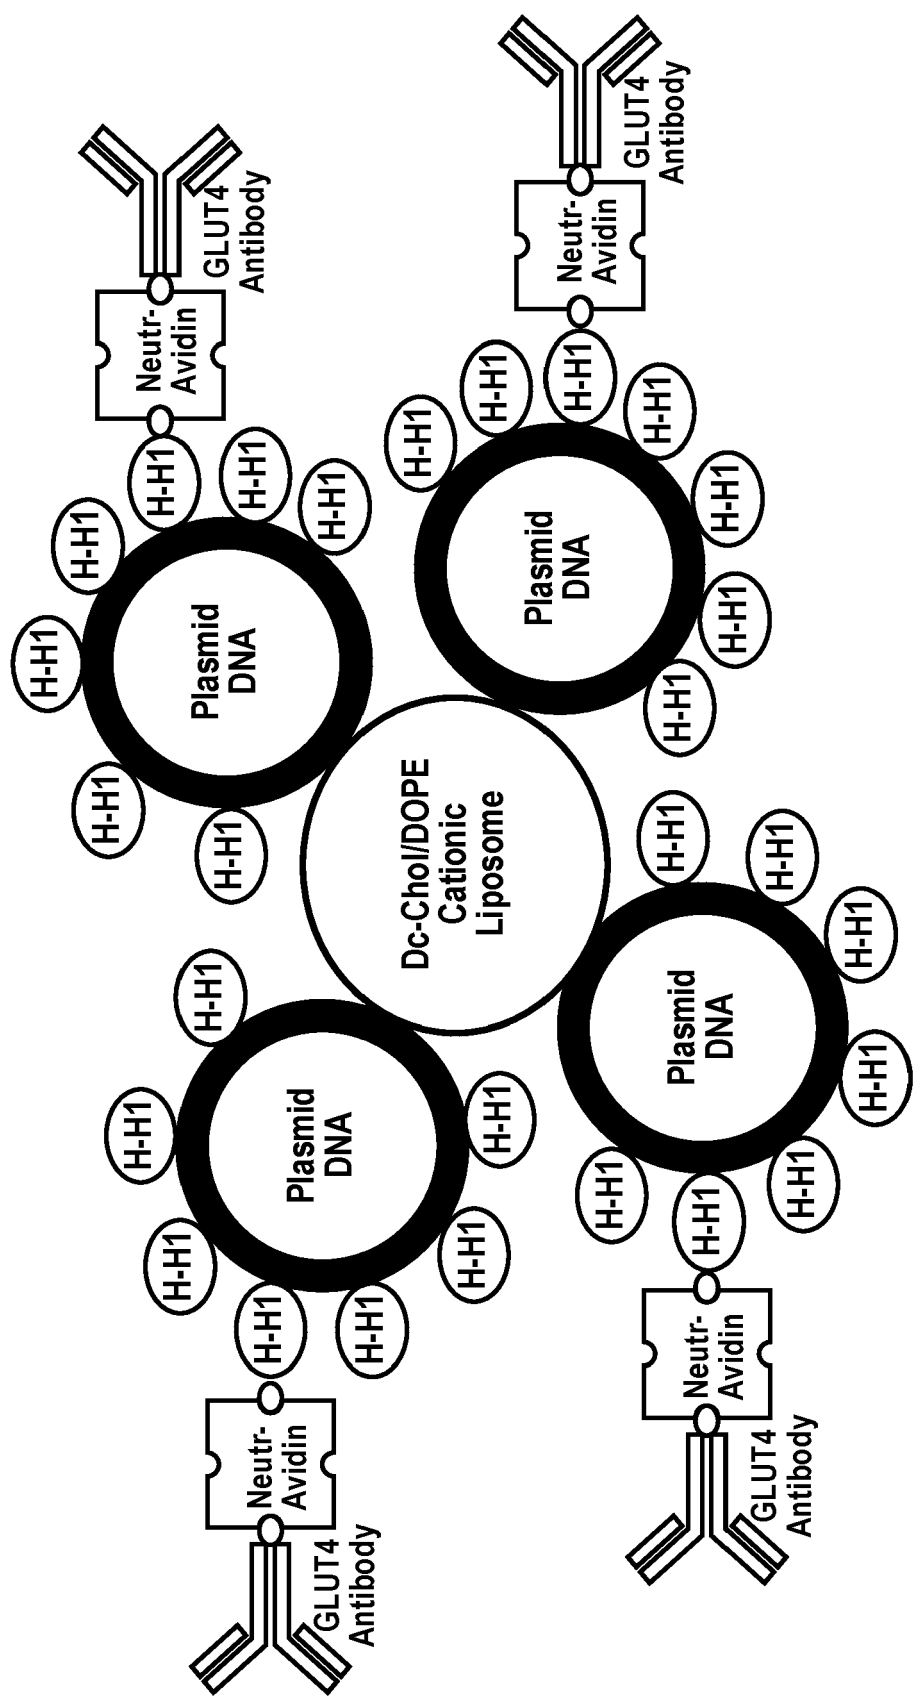 GLUT4
Antibody
Neutr-
Avidin
H-H1
H-H1
H-H1
H-H1
H-H1
H-H1
H-H1
Plasmid
DNA
H-H1
H-H1
H-H1
H-H1
H-H1
H-H1
H-H1
Plasmid
DNA
Neutr-
Avidin
GLUT4
Antibody
Dc-Chol/DOPE
Cationic
Liposome
GLUT4
Antibody
Neutr-
Avidin
H-H1
H-H1
H-H1
H-H1
H-H1
H-H1
H-H1
Plasmid
DNA
H-H1
H-H1
H-H1
H-H1
H-H1
H-H1
H-H1
Plasmid
DNA
Neutr-
Avidin
GLUT4
Antibody